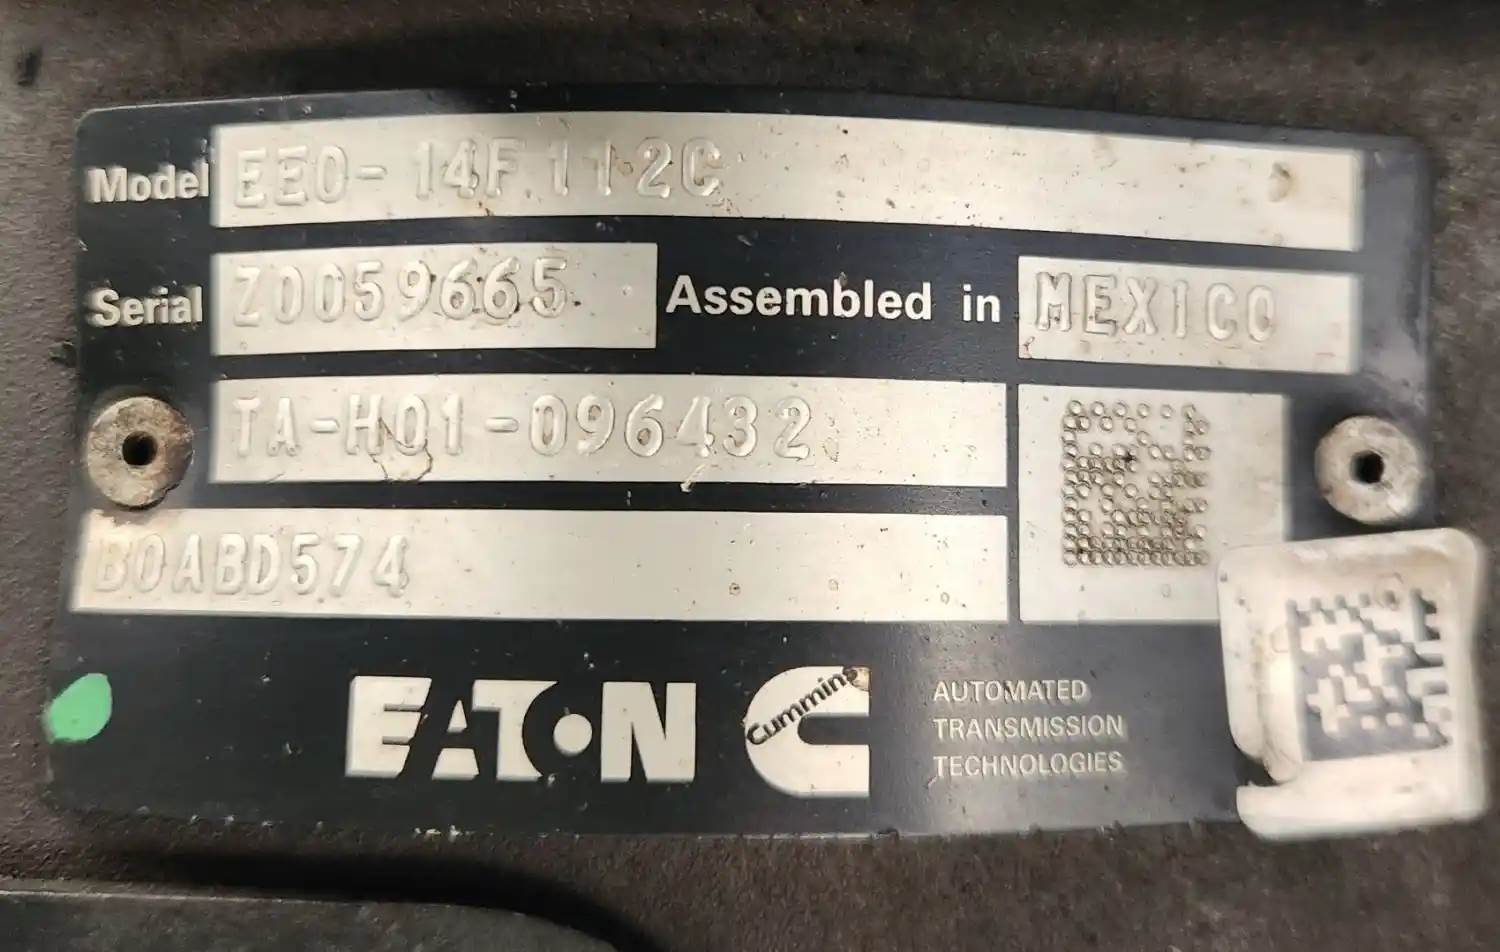 Model EEO-14F112C
Serial Z0059665 Assembled in MEXICO
TA-H01-096432
B0ABD574
EATON Cummins AUTOMATED
TRANSMISSION
TECHNOLOGIES